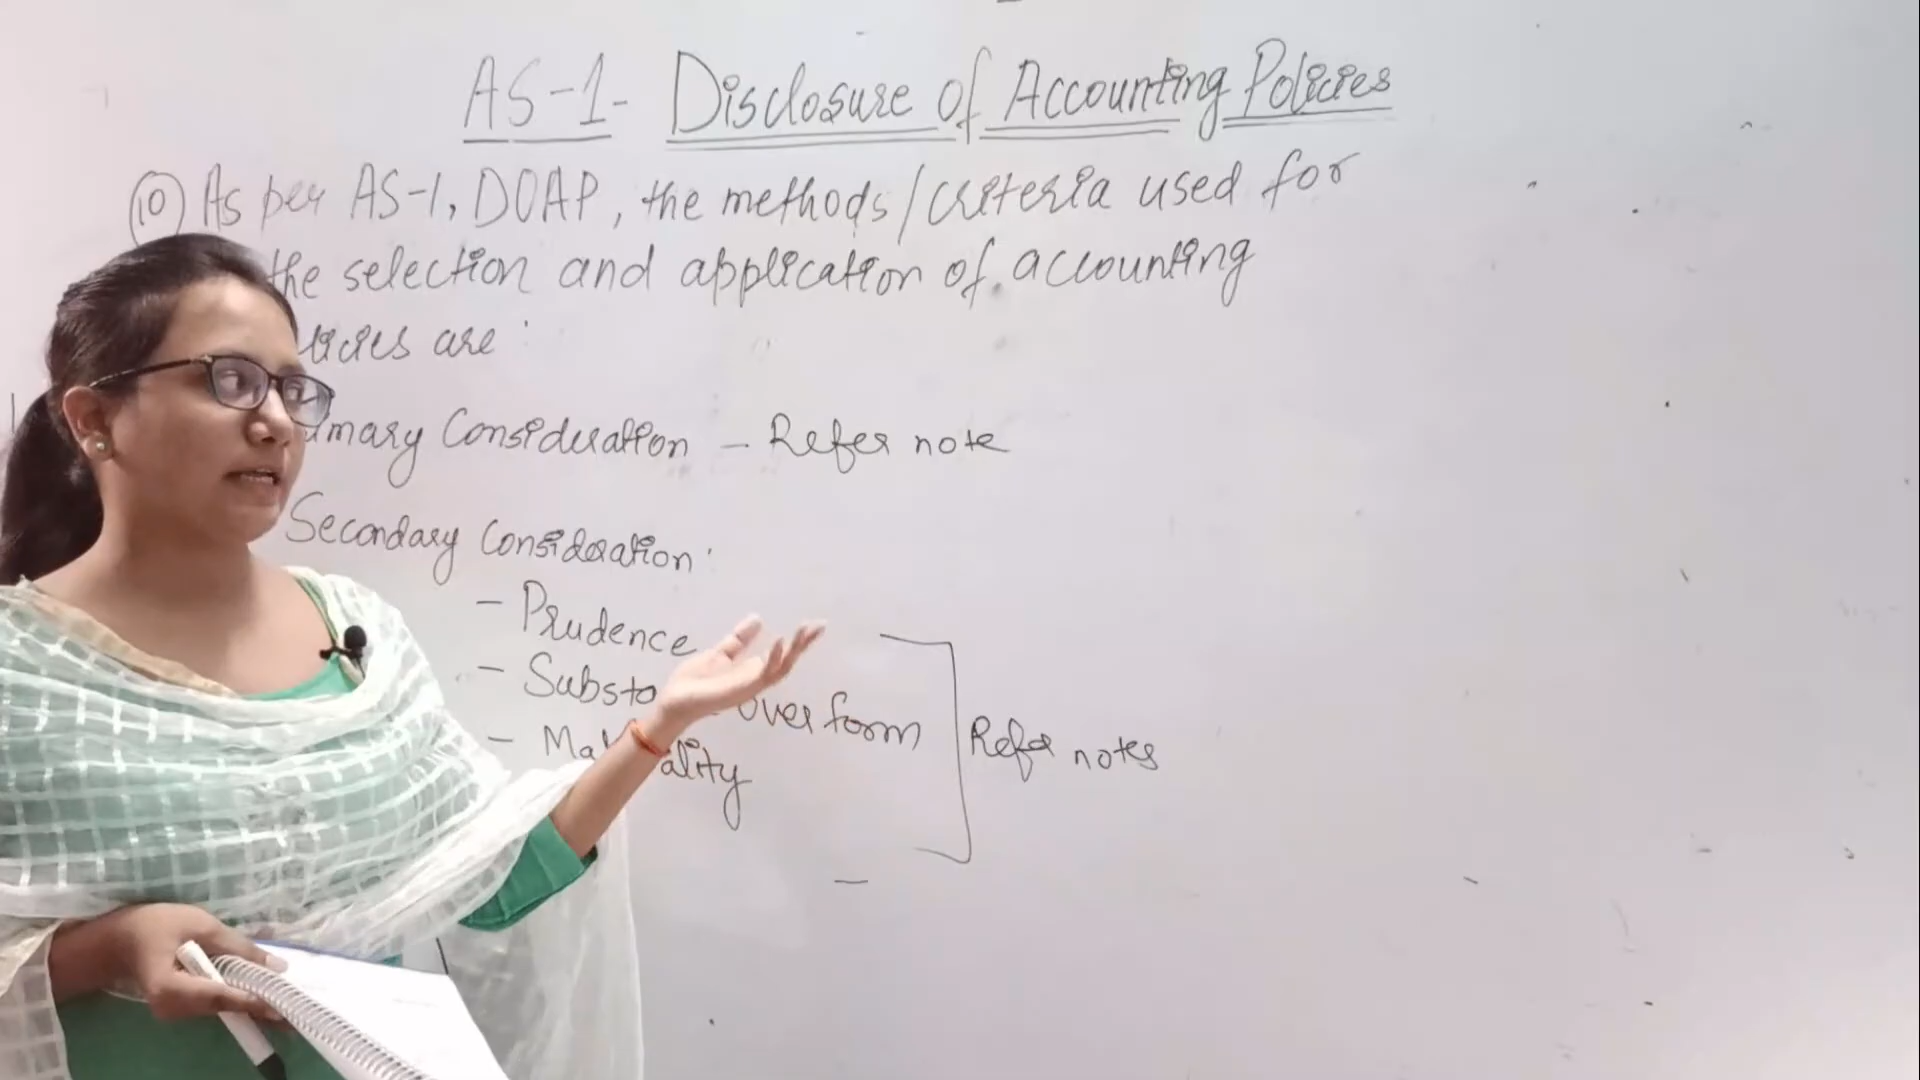 AS-1- Disclosure of Accounting Policies
(10) As per AS-1, DOAP, the methods/criteria used for
the selection and application of accounting
are:
Consideration - Refer note
Secondary Consideration:
- Prudence
- over form
-
Refer notes